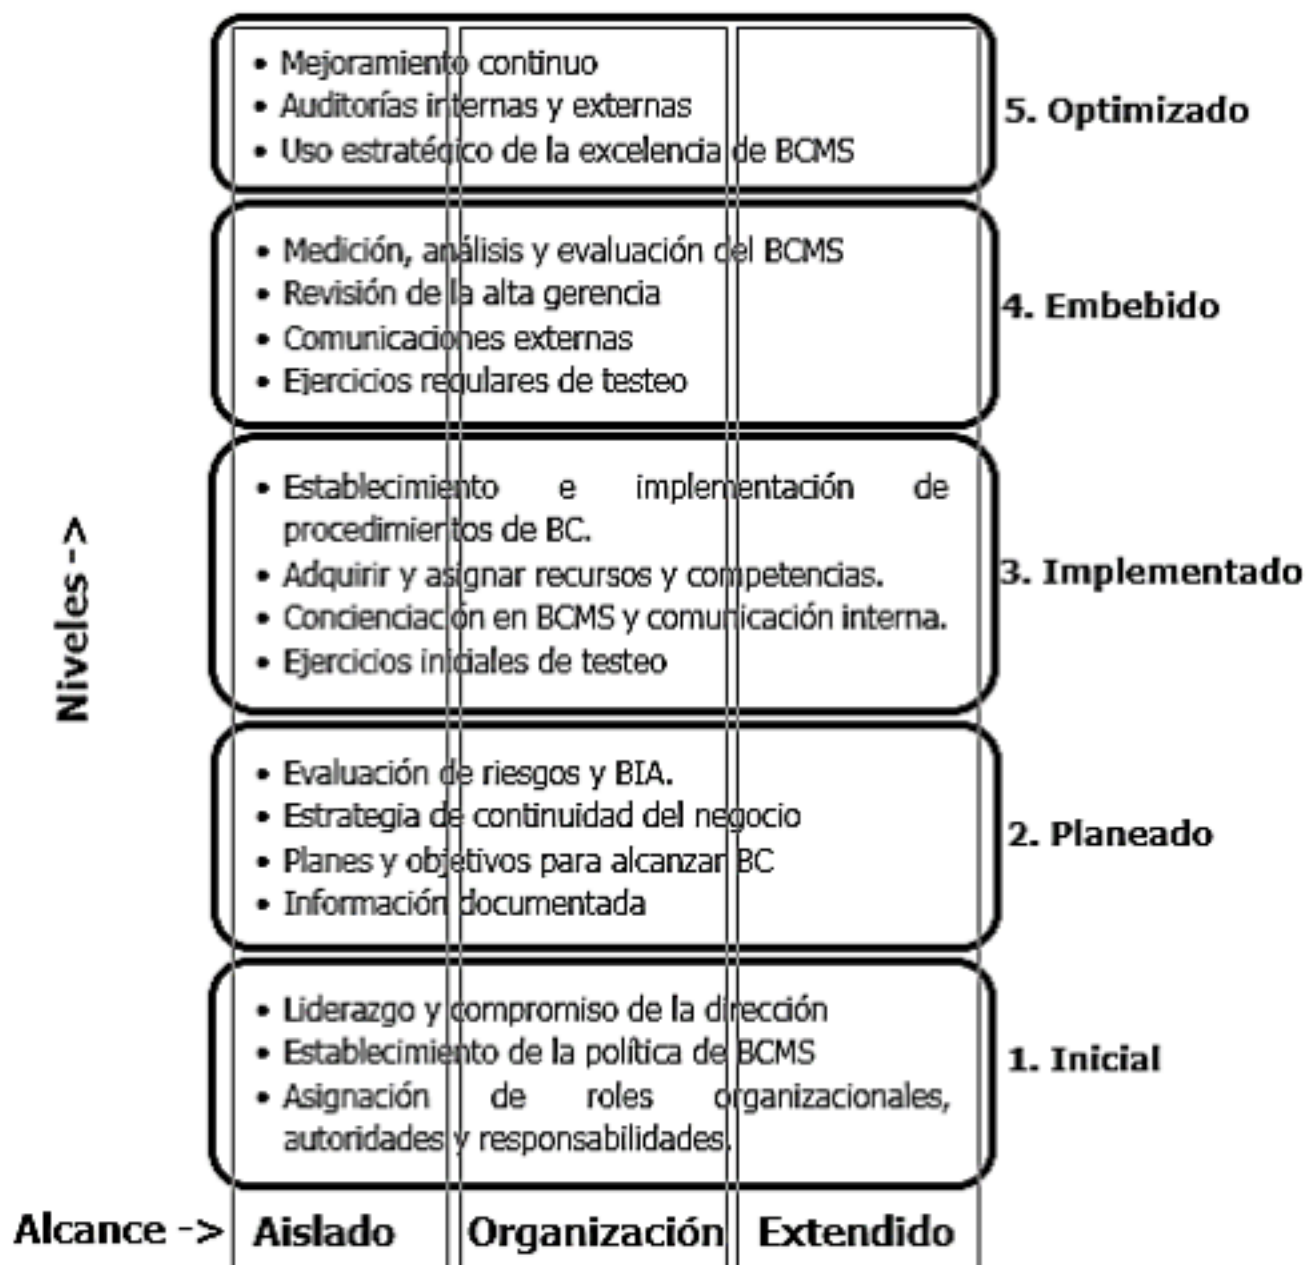 • Mejoramiento continuo
• Auditorías internas y externas
• Uso estratégico de la excelencia de BCMS
5. Optimizado
• Medición, análisis y evaluación del BCMS
• Revisión de la alta gerencia
• Comunicaciones externas
• Ejercicios regulares de testeo
4. Embebido
• Establecimiento e implementación de
procedimientos de BC.
• Adquirir y asignar recursos y competencias.
• Concienciación en BCMS y comunicación interna.
• Ejercicios iniciales de testeo
3. Implementado
Niveles ->
• Evaluación de riesgos y BIA.
• Estrategia de continuidad del negocio
• Planes y objetivos para alcanzar BC
• Información documentada
2. Planeado
• Liderazgo y compromiso de la dirección
• Establecimiento de la política de BCMS
• Asignación de roles organizacionales,
autoridades y responsabilidades.
1. Inicial
Alcance -> Aislado Organización Extendido